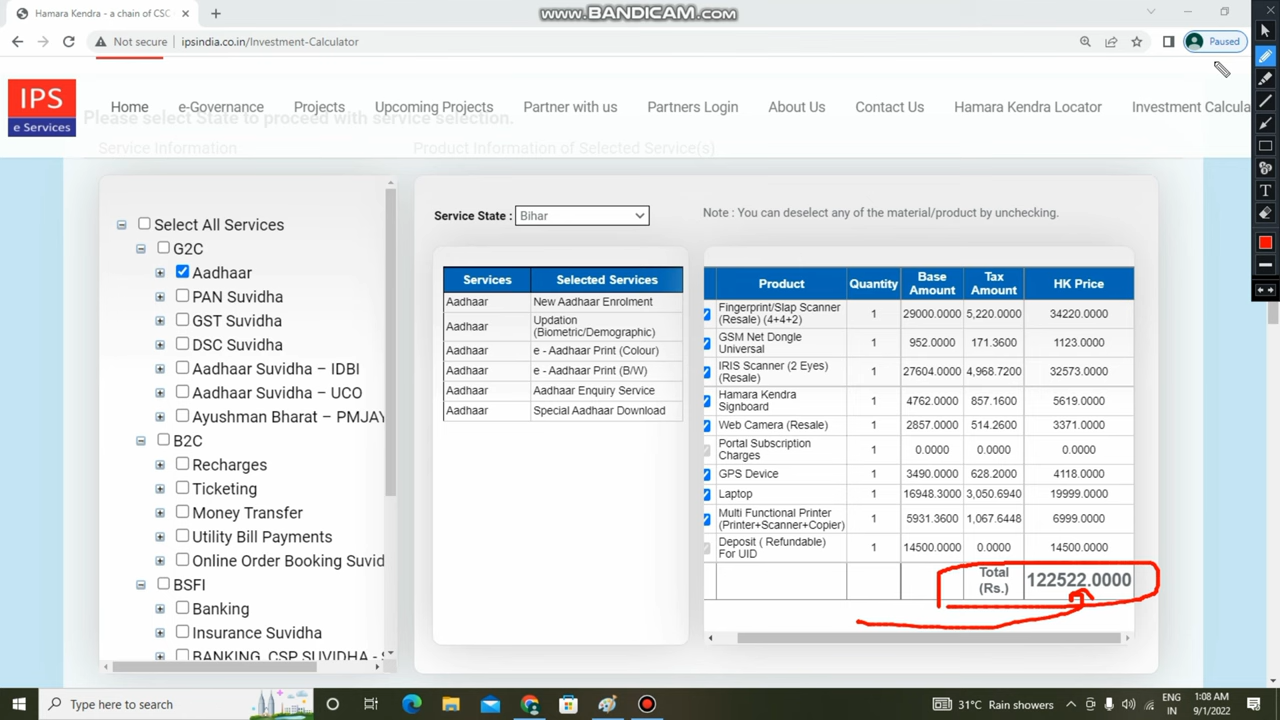 Hamara Kendra - a chain of CSC
www.BANDICAM.com
Not secure
ipsindia.co.in/Investment-Calculator
Paused
IPS
e Services
Home
e-Governance
Projects
Upcoming Projects
Partner with us
Partners Login
About Us
Contact Us
Hamara Kendra Locator
Investment Calcula
Please select State to proceed with service selection.
Service Information
Product Information of Selected Service(s)
Select All Services
G2C
Aadhaar
PAN Suvidha
GST Suvidha
DSC Suvidha
Aadhaar Suvidha – IDBI
Aadhaar Suvidha – UCO
Ayushman Bharat – PMJAY
B2C
Recharges
Ticketing
Money Transfer
Utility Bill Payments
Online Order Booking Suvid
BSFI
Banking
Insurance Suvidha
BANKING CSP SUVIDHA - S
Service State : Bihar
Note : You can deselect any of the material/product by unchecking.
Services Selected Services
Aadhaar New Aadhaar Enrolment
Aadhaar Updation (Biometric/Demographic)
Aadhaar e - Aadhaar Print (Colour)
Aadhaar e - Aadhaar Print (B/W)
Aadhaar Aadhaar Enquiry Service
Aadhaar Special Aadhaar Download
Product Quantity Base Amount Tax Amount HK Price
Fingerprint/Slap Scanner (Resale) (4+4+2) 1 29000.0000 5,220.0000 34220.0000
GSM Net Dongle Universal 1 952.0000 171.3600 1123.0000
IRIS Scanner (2 Eyes) (Resale) 1 27604.0000 4,968.7200 32573.0000
Hamara Kendra Signboard 1 4762.0000 857.1600 5619.0000
Web Camera (Resale) 1 2857.0000 514.2600 3371.0000
Portal Subscription Charges 1 0.0000 0.0000 0.0000
GPS Device 1 3490.0000 628.2000 4118.0000
Laptop 1 16948.3000 3,050.6940 19999.0000
Multi Functional Printer (Printer+Scanner+Copier) 1 5931.3600 1,067.6448 6999.0000
Deposit ( Refundable) For UID 1 14500.0000 0.0000 14500.0000
Total (Rs.) 122522.0000
T
Type here to search
31°C Rain showers
ENG
IN
1:08 AM
9/1/2022